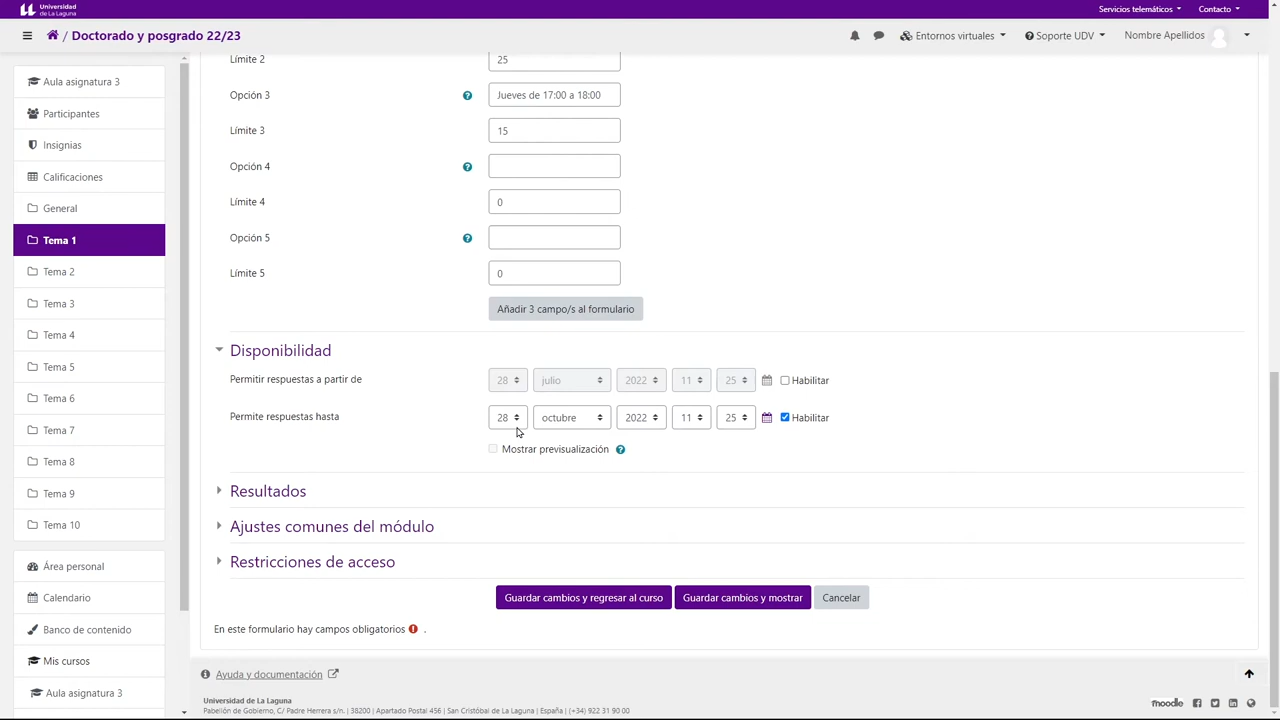 Universidad
de La Laguna
Servicios telemáticos
Contacto
/ Doctorado y posgrado 22/23
Entornos virtuales
Soporte UDV
Nombre Apellidos
Aula asignatura 3
Participantes
Insignias
Calificaciones
General
Tema 1
Tema 2
Tema 3
Tema 4
Tema 5
Tema 6
Tema 7
Tema 8
Tema 9
Tema 10
Área personal
Calendario
Banco de contenido
Mis cursos
Aula asignatura 3
Límite 2 25
Opción 3 Jueves de 17:00 a 18:00
Límite 3 15
Opción 4
Límite 4 0
Opción 5
Límite 5 0
Añadir 3 campo/s al formulario
Disponibilidad
Permitir respuestas a partir de 28 julio 2022 11 25 Habilitar
Permite respuestas hasta 28 octubre 2022 11 25 Habilitar
Mostrar previsualización
Resultados
Ajustes comunes del módulo
Restricciones de acceso
Guardar cambios y regresar al curso Guardar cambios y mostrar Cancelar
En este formulario hay campos obligatorios .
Ayuda y documentación
Universidad de La Laguna
Pabellón de Gobierno, C/ Padre Herrera s/n. | 38200 | Apartado Postal 456 | San Cristóbal de La Laguna | España | (+34) 922 31 90 00
moodle